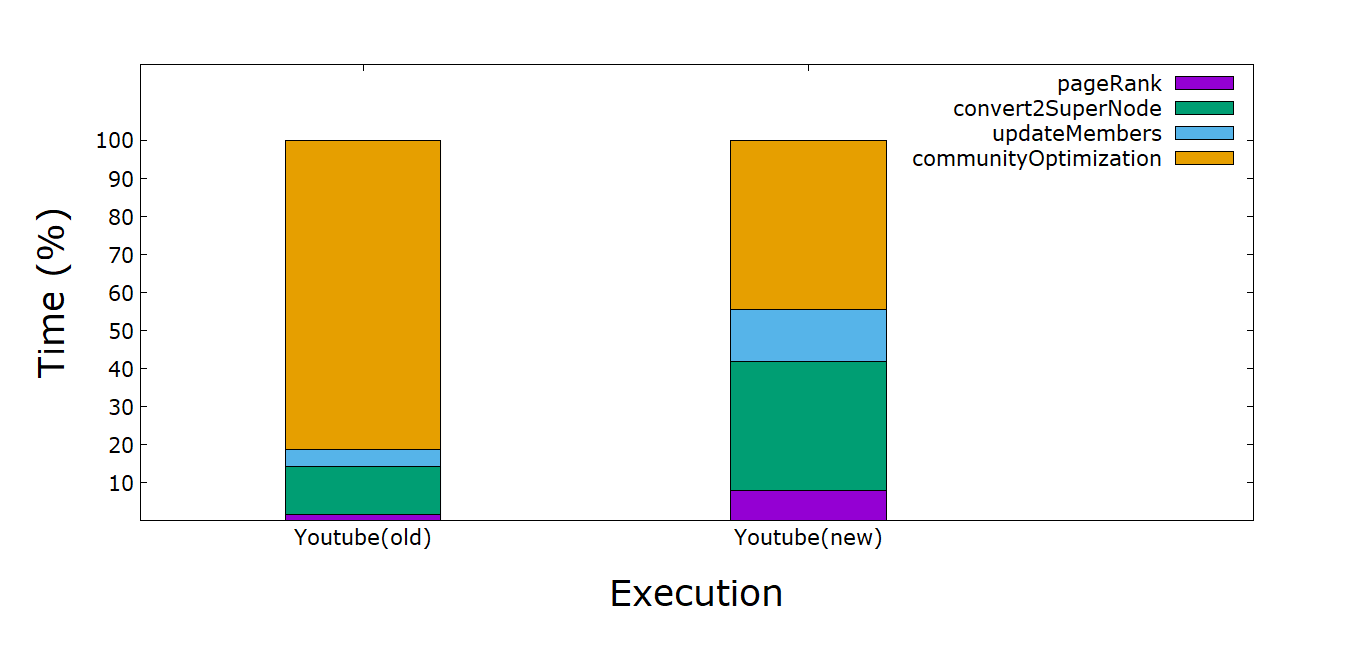 pageRank
convert2SuperNode
updateMembers
communityOptimization
100
90
80
70
60
50
40
30
20
10
Time (%)
Youtube(old)
Youtube(new)
Execution